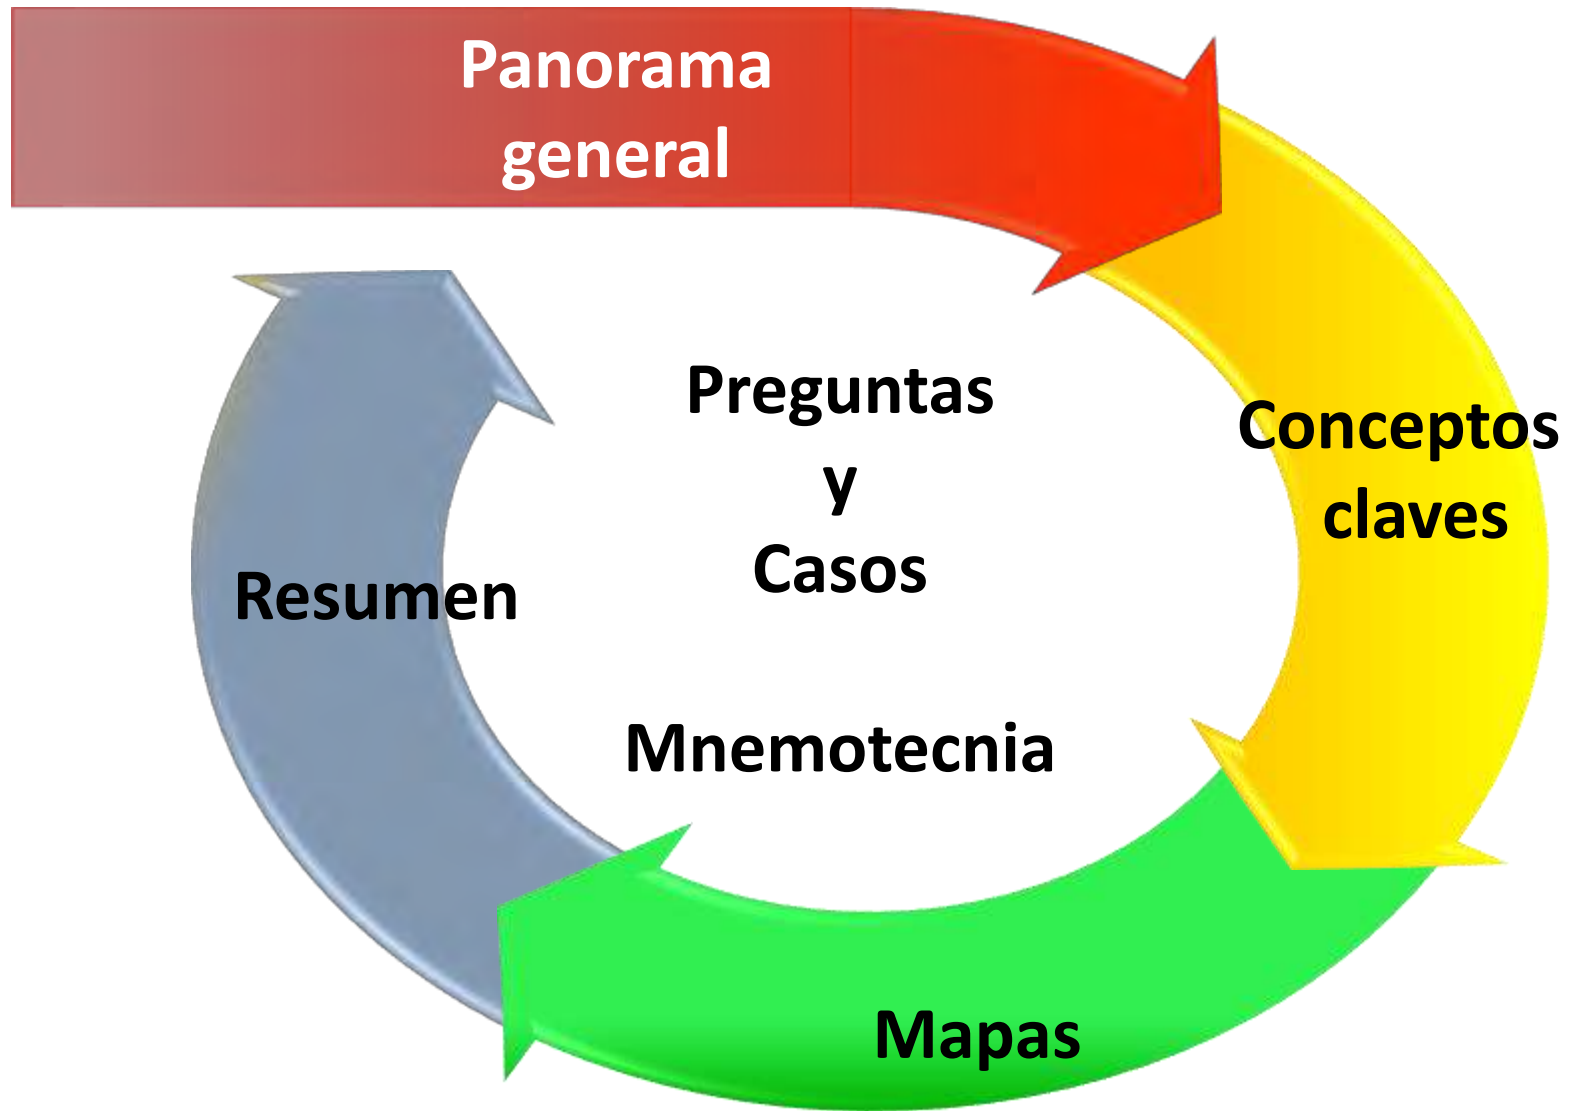 Panorama
general
Preguntas
y
Casos
Conceptos
claves
Resumen
Mnemotecnia
Mapas